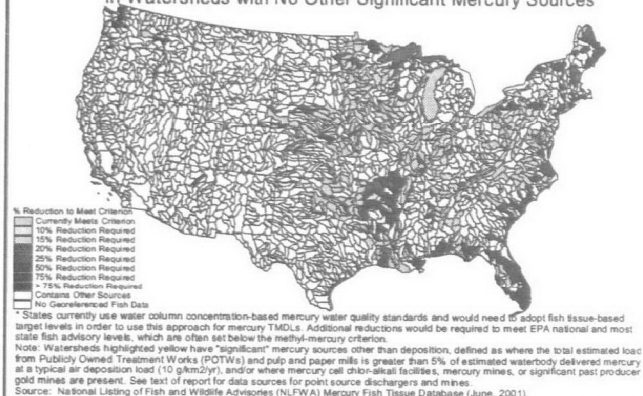 in Watersheds with No Other Significant Mercury Sources
% Reduction to Meet Criterion
Currently Meets Criterion
10% Reduction Required
15% Reduction Required
20% Reduction Required
25% Reduction Required
50% Reduction Required
75% Reduction Required
> 75% Reduction Required
Contains Other Sources
No Georeferenced Fish Data
* States currently use water column concentration-based mercury water quality standards and would need to adopt fish tissue-based
target levels in order to use this approach for mercury TMDLs. Additional reductions would be required to meet EPA national and most
state fish advisory levels, which are often set below the methyl-mercury criterion.
Note: Watersheds highlighted yellow have "significant" mercury sources other than deposition, defined as where the total estimated load
from Publicly Owned Treatment Works (POTWs) and pulp and paper mills is greater than 5% of estimated waterbody delivered mercury
at a typical air deposition load (10 g/km2/yr), and/or where mercury cell chlor-alkali facilities, mercury mines, or significant past producer
gold mines are present. See text of report for data sources for point source dischargers and mines.
Source: National Listing of Fish and Wildlife Advisories (NLFWA) Mercury Fish Tissue Database (June, 2001).